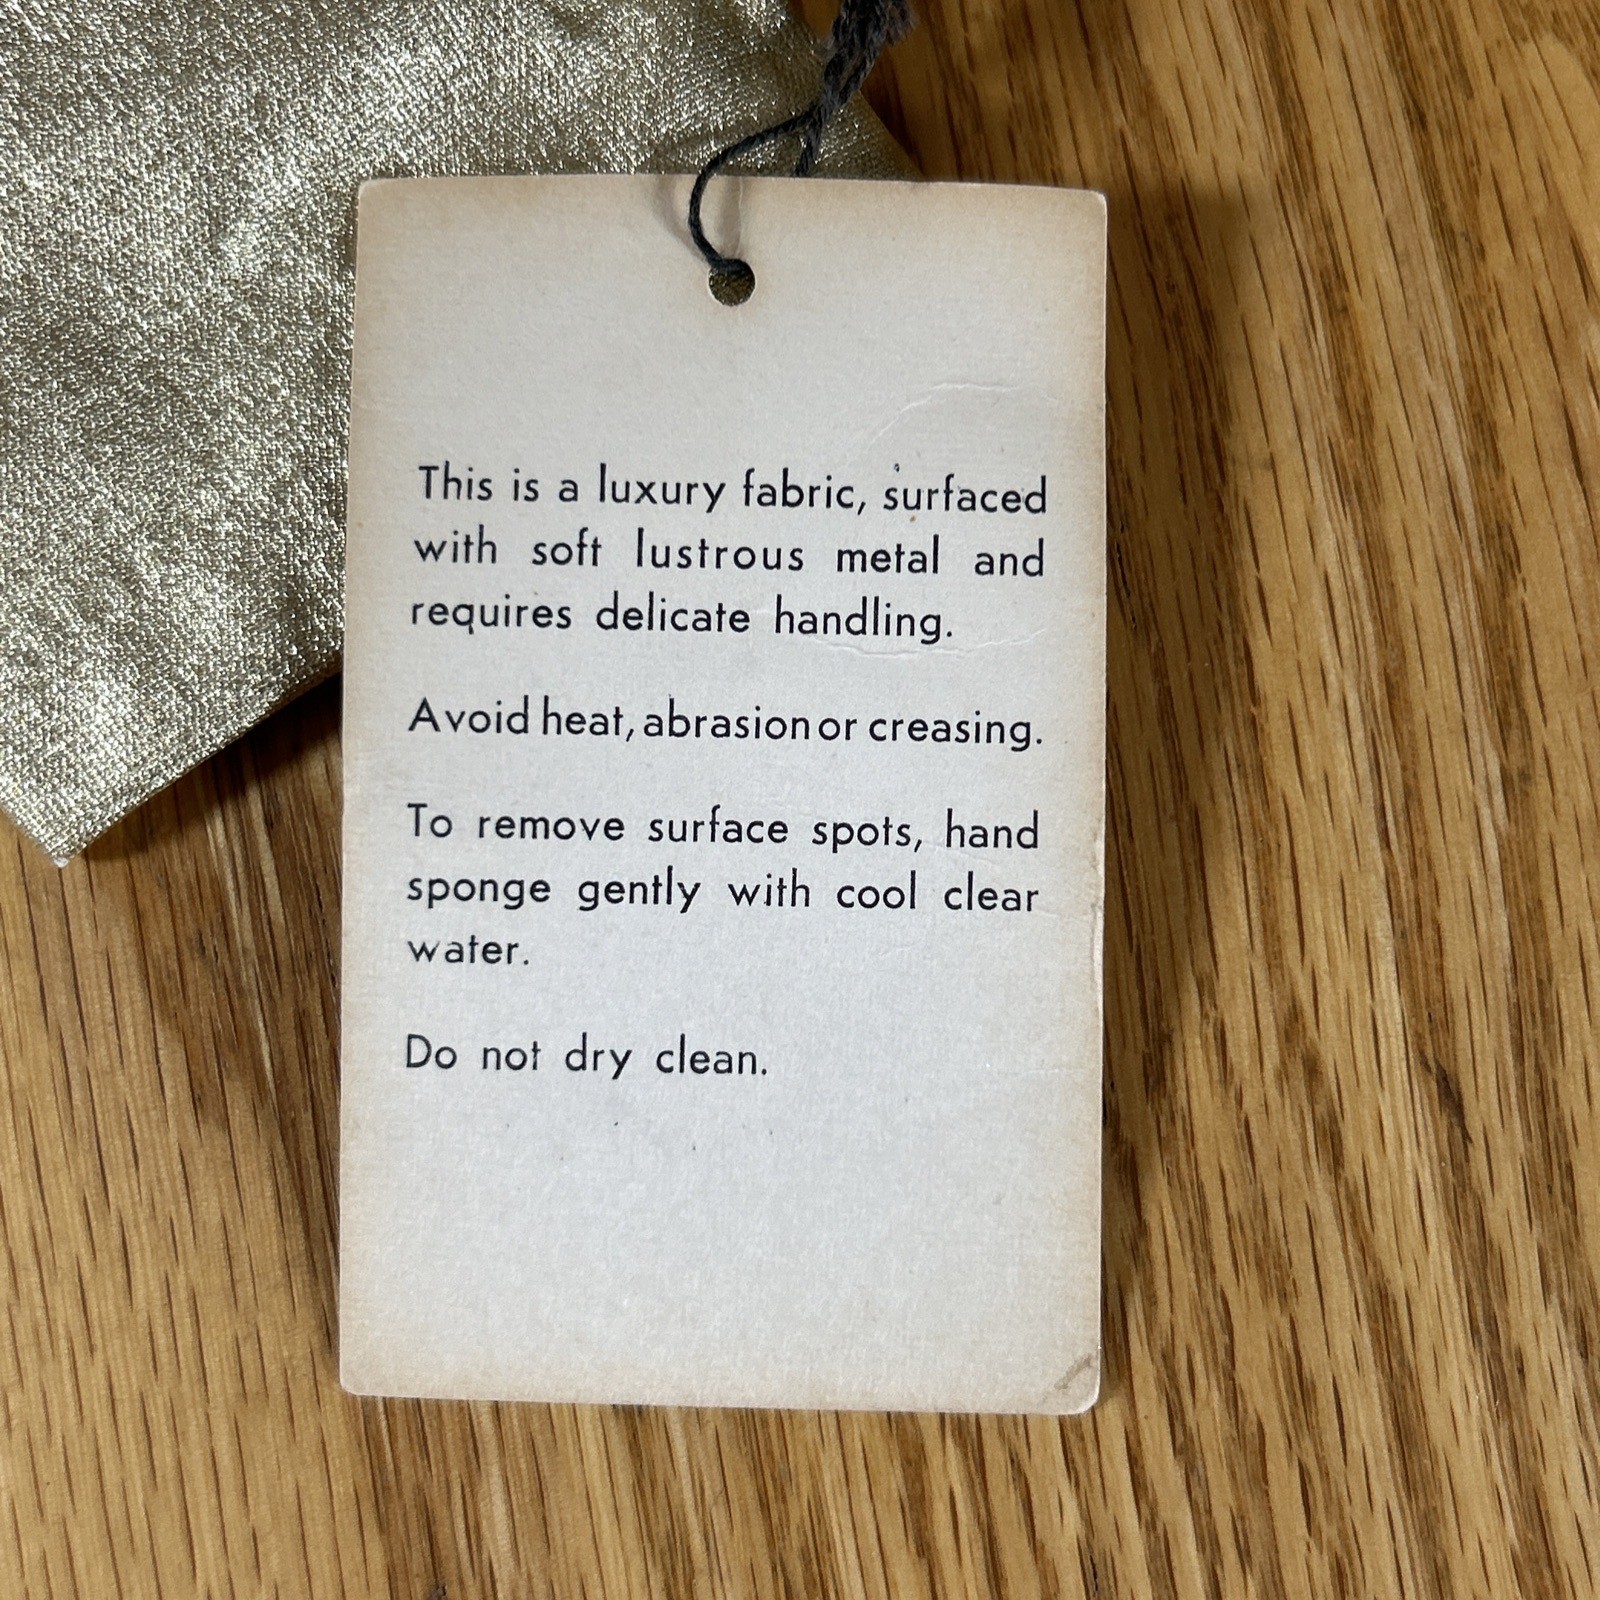 This is a luxury fabric, surfaced
with soft lustrous metal and
requires delicate handling.
Avoid heat, abrasion or creasing.
To remove surface spots, hand
sponge gently with cool clear
water.
Do not dry clean.